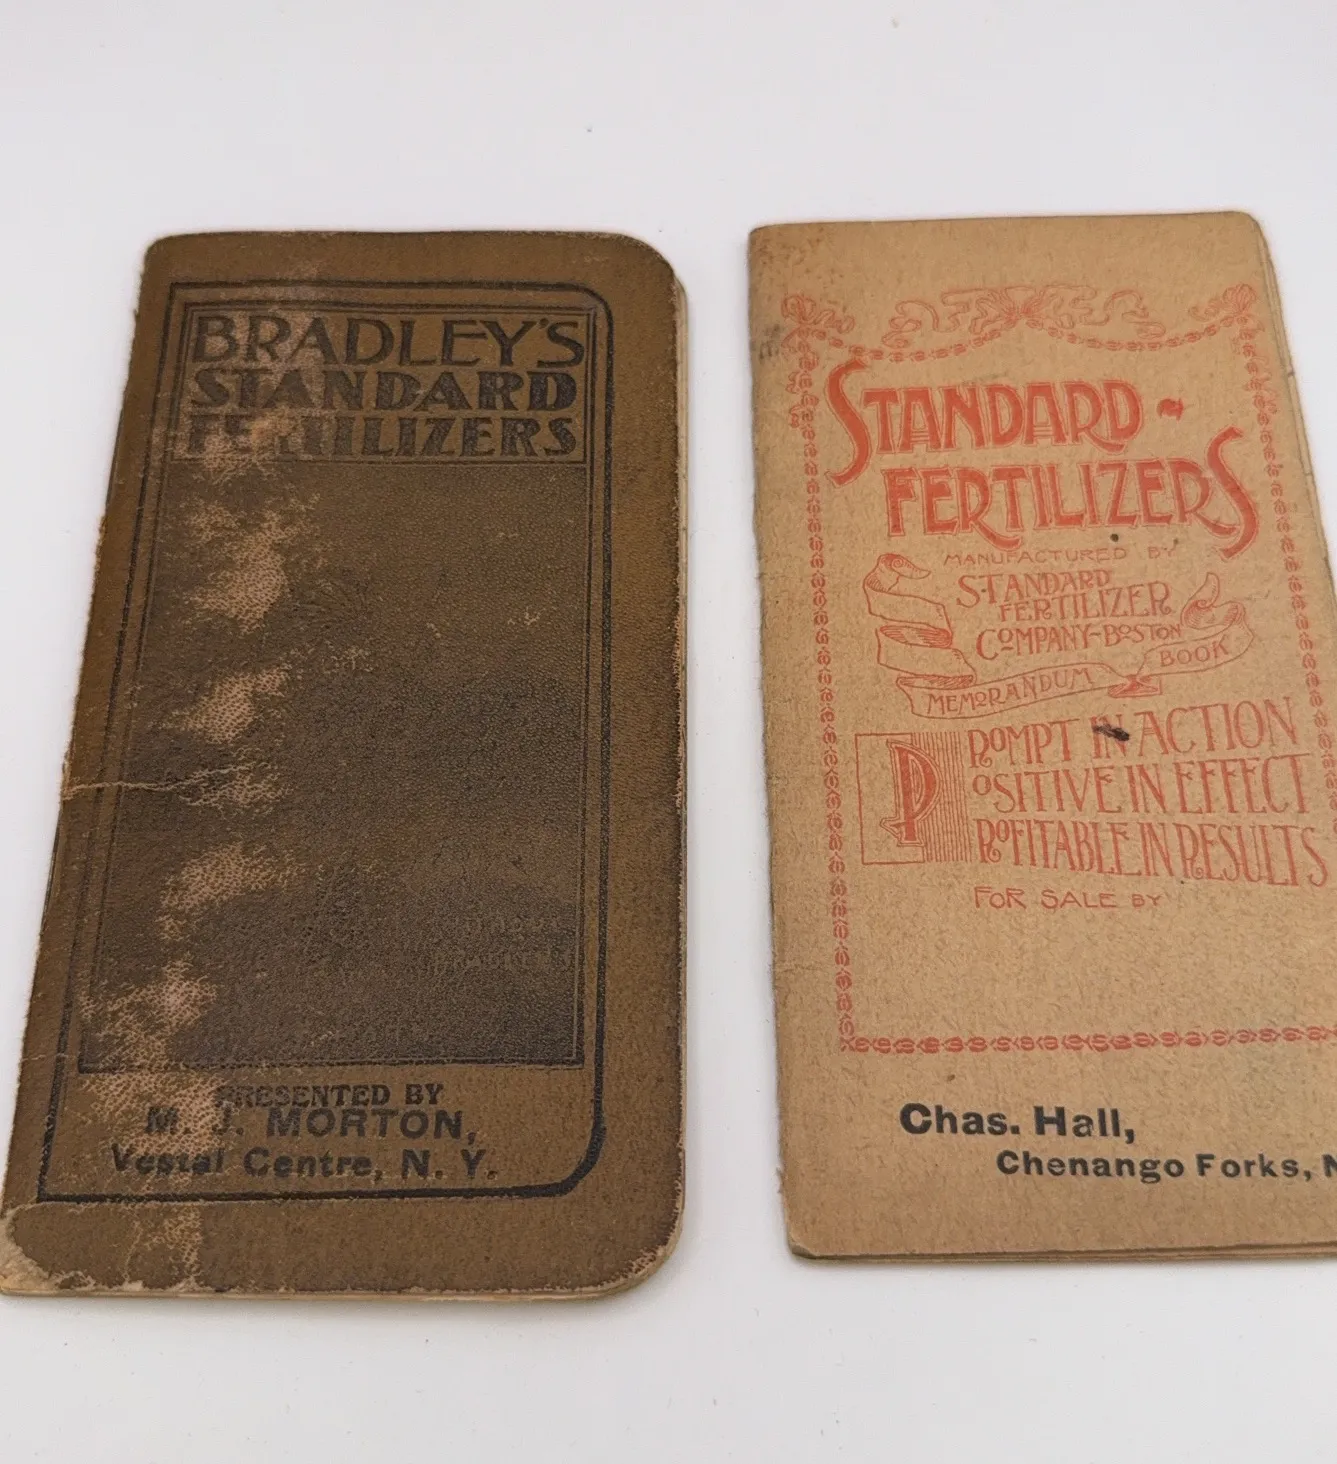 BRADLEY'S
STANDARD
FERTILIZERS
PRESENTED BY
M. J. MORTON,
Vestal Centre, N. Y.
STANDARD
FERTILIZERS
MANUFACTURED BY
STANDARD
FERTILIZER
COMPANY-BOSTON
MEMORANDUM BOOK
PROMPT IN ACTION
POSITIVE IN EFFECT
PROFITABLE IN RESULTS
FOR SALE BY
Chas. Hall,
Chenango Forks, N